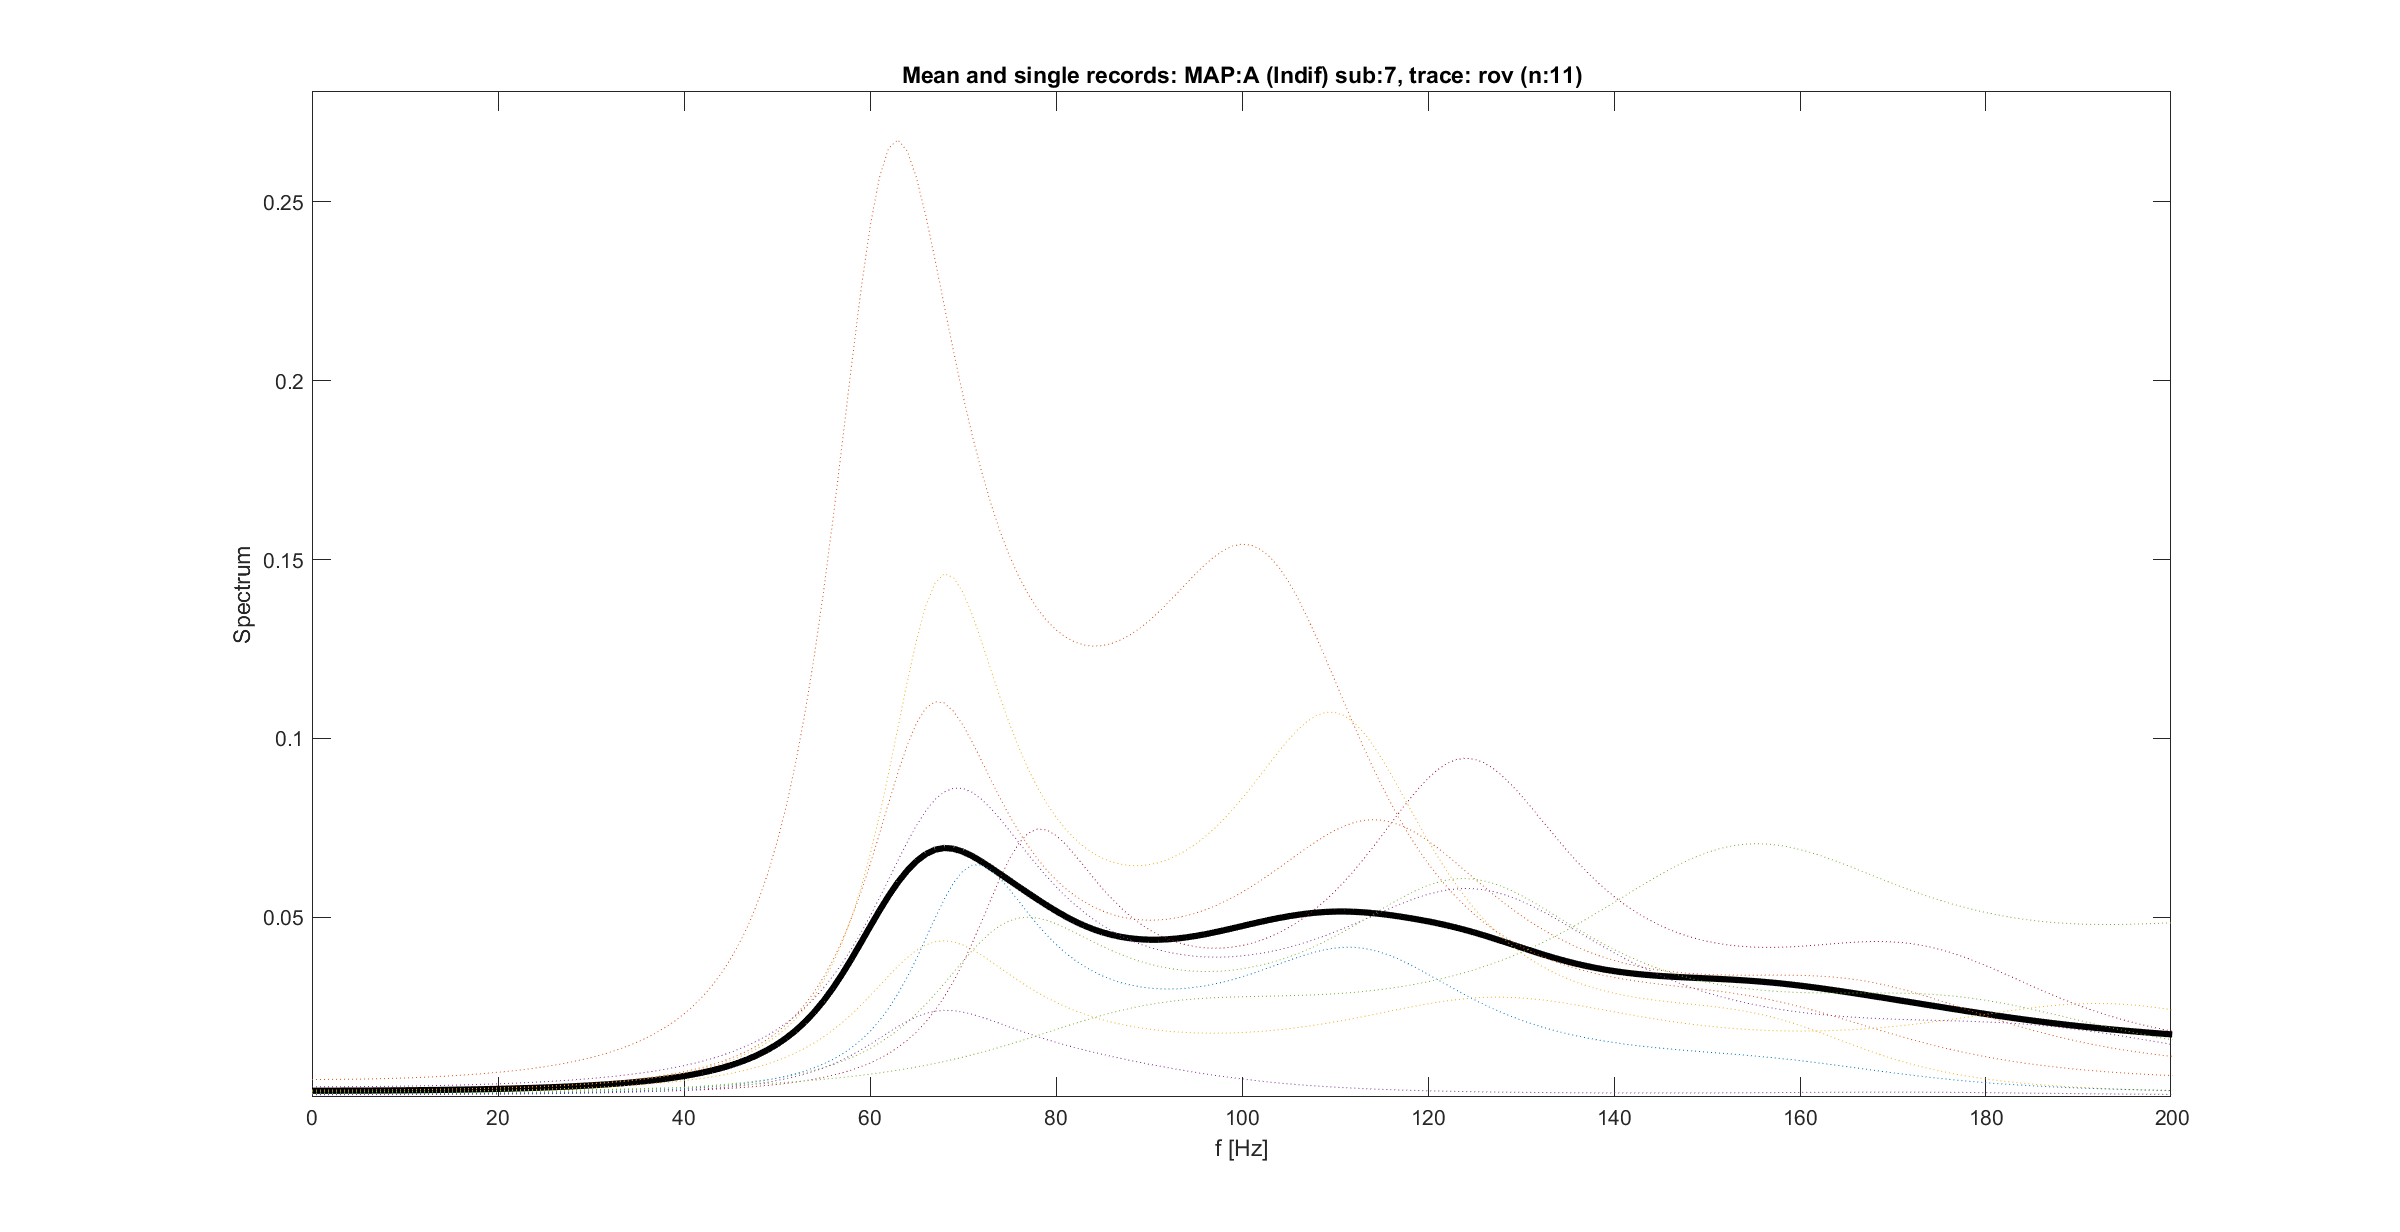 Mean and single records: MAP:A (Indif) sub:7, trace: rov (n:11)
0.25
0.2
0.15
0.1
0.05
Spectrum
0 20 40 60 80 100 120 140 160 180 200
f [Hz]